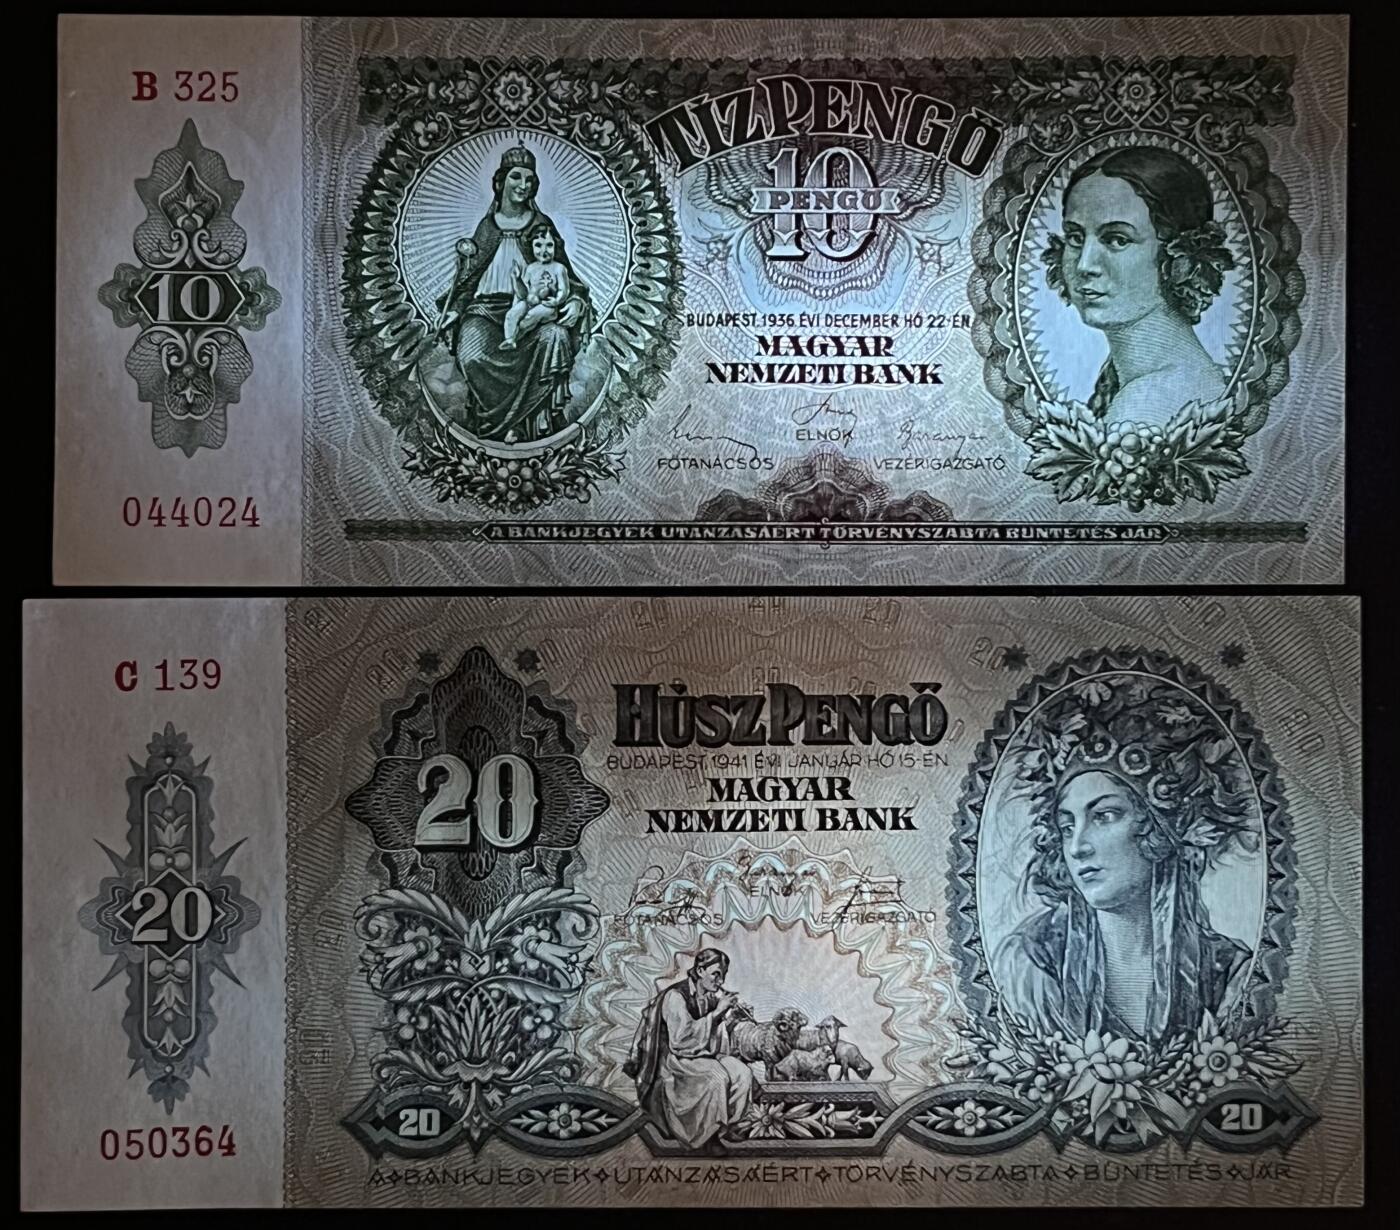 B 325
TÍZ PENGŐ
10
PENGŐ
10
BUDAPEST, 1936. ÉVI DECEMBER HÓ 22-ÉN
MAGYAR
NEMZETI BANK
ELNÖK
FŐTANÁCSOS VEZÉRIGAZGATÓ
044024
A BANKJEGYEK UTÁNZÁSÁÉRT TÖRVÉNYSZABTA BÜNTETÉS JÁR
C 139
HÚSZ PENGŐ
BUDAPEST, 1941 ÉVI JANUÁR HÓ 15-ÉN
20
MAGYAR
NEMZETI BANK
ELNÖK
20
FŐTANÁCSOS VEZÉRIGAZGATÓ
20 20
050364
A BANKJEGYEK UTÁNZÁSÁÉRT TÖRVÉNYSZABTA BÜNTETÉS JÁR